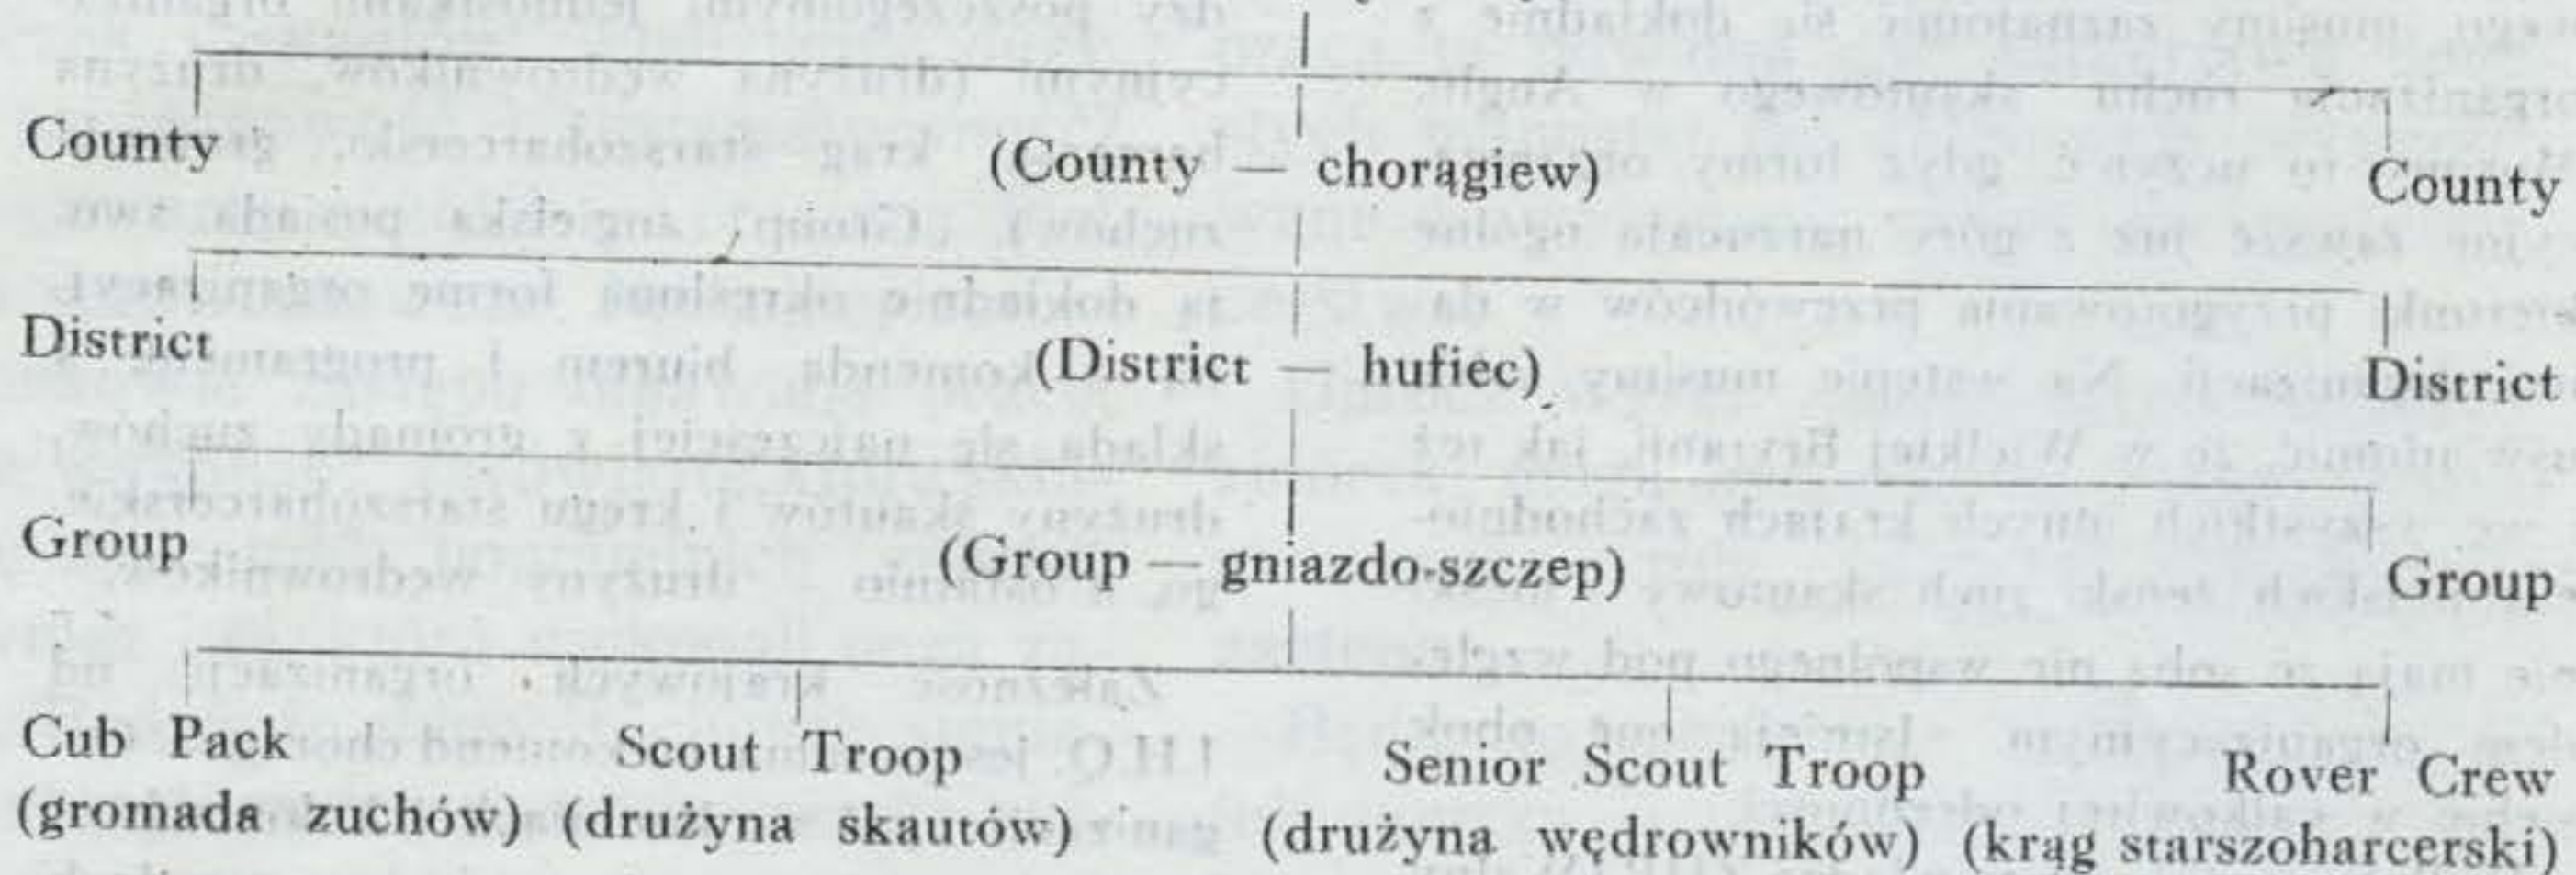 County (County — chorągiew) County
District (District — hufiec) District
Group (Group — gniazdo-szczep) Group
Cub Pack Scout Troop Senior Scout Troop Rover Crew
(gromada zuchów) (drużyna skautów) (drużyna wędrowników) (krąg starszoharcerski)